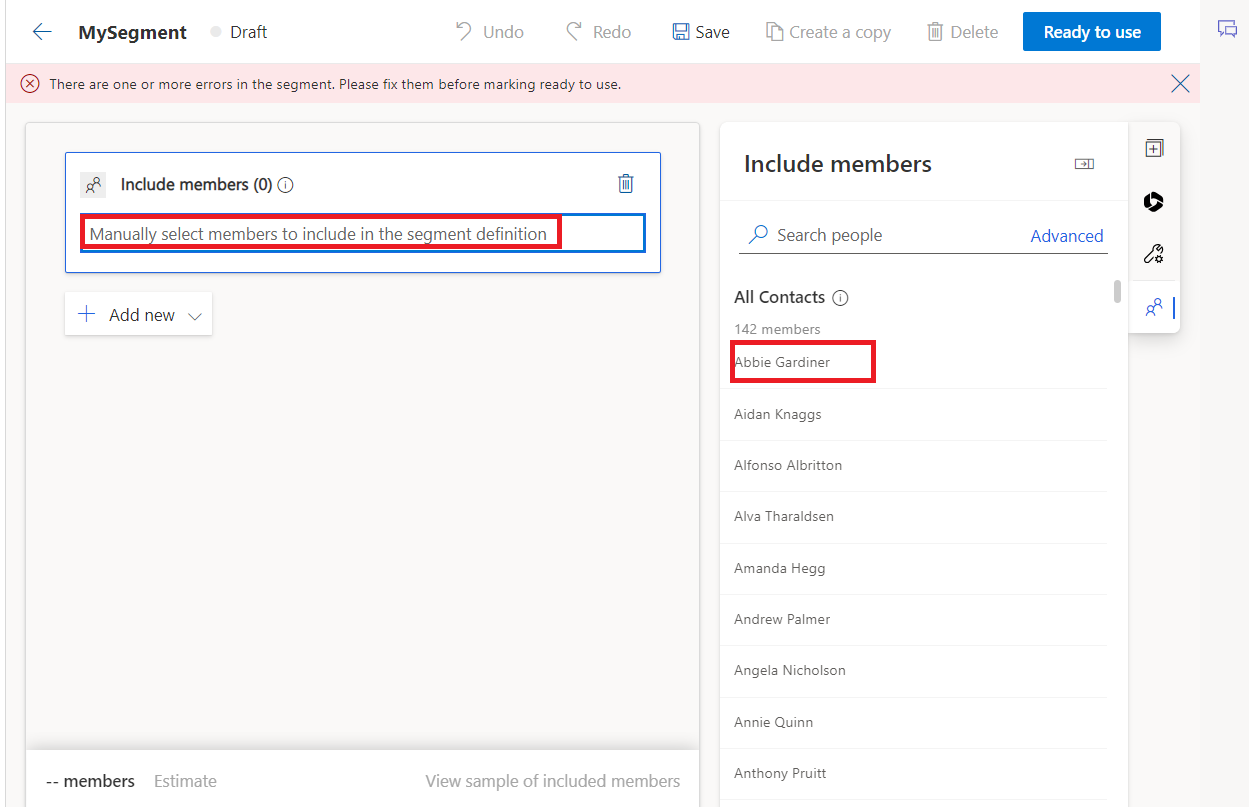 MySegment
Draft
Undo
Redo
Save
Create a copy
Delete
Ready to use
There are one or more errors in the segment. Please fix them before marking ready to use.
Include members (0)
Manually select members to include in the segment definition
Add new
-- members
Estimate
View sample of included members
Include members
Search people
Advanced
All Contacts
142 members
Abbie Gardiner
Aidan Knaggs
Alfonso Albritton
Alva Tharaldsen
Amanda Hegg
Andrew Palmer
Angela Nicholson
Annie Quinn
Anthony Pruitt